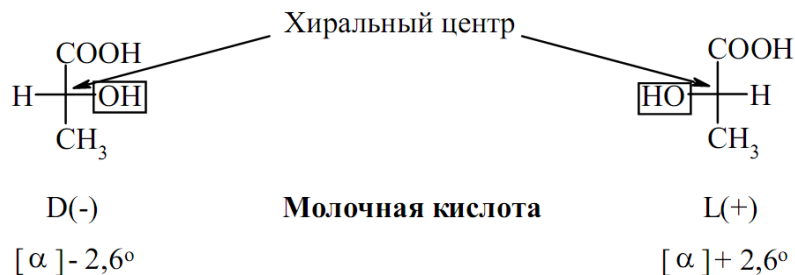 Хиральный центр
COOH COOH
H OH HO H
CH3 CH3
D(-) Молочная кислота L(+)
[α]- 2,6º [α]+ 2,6º